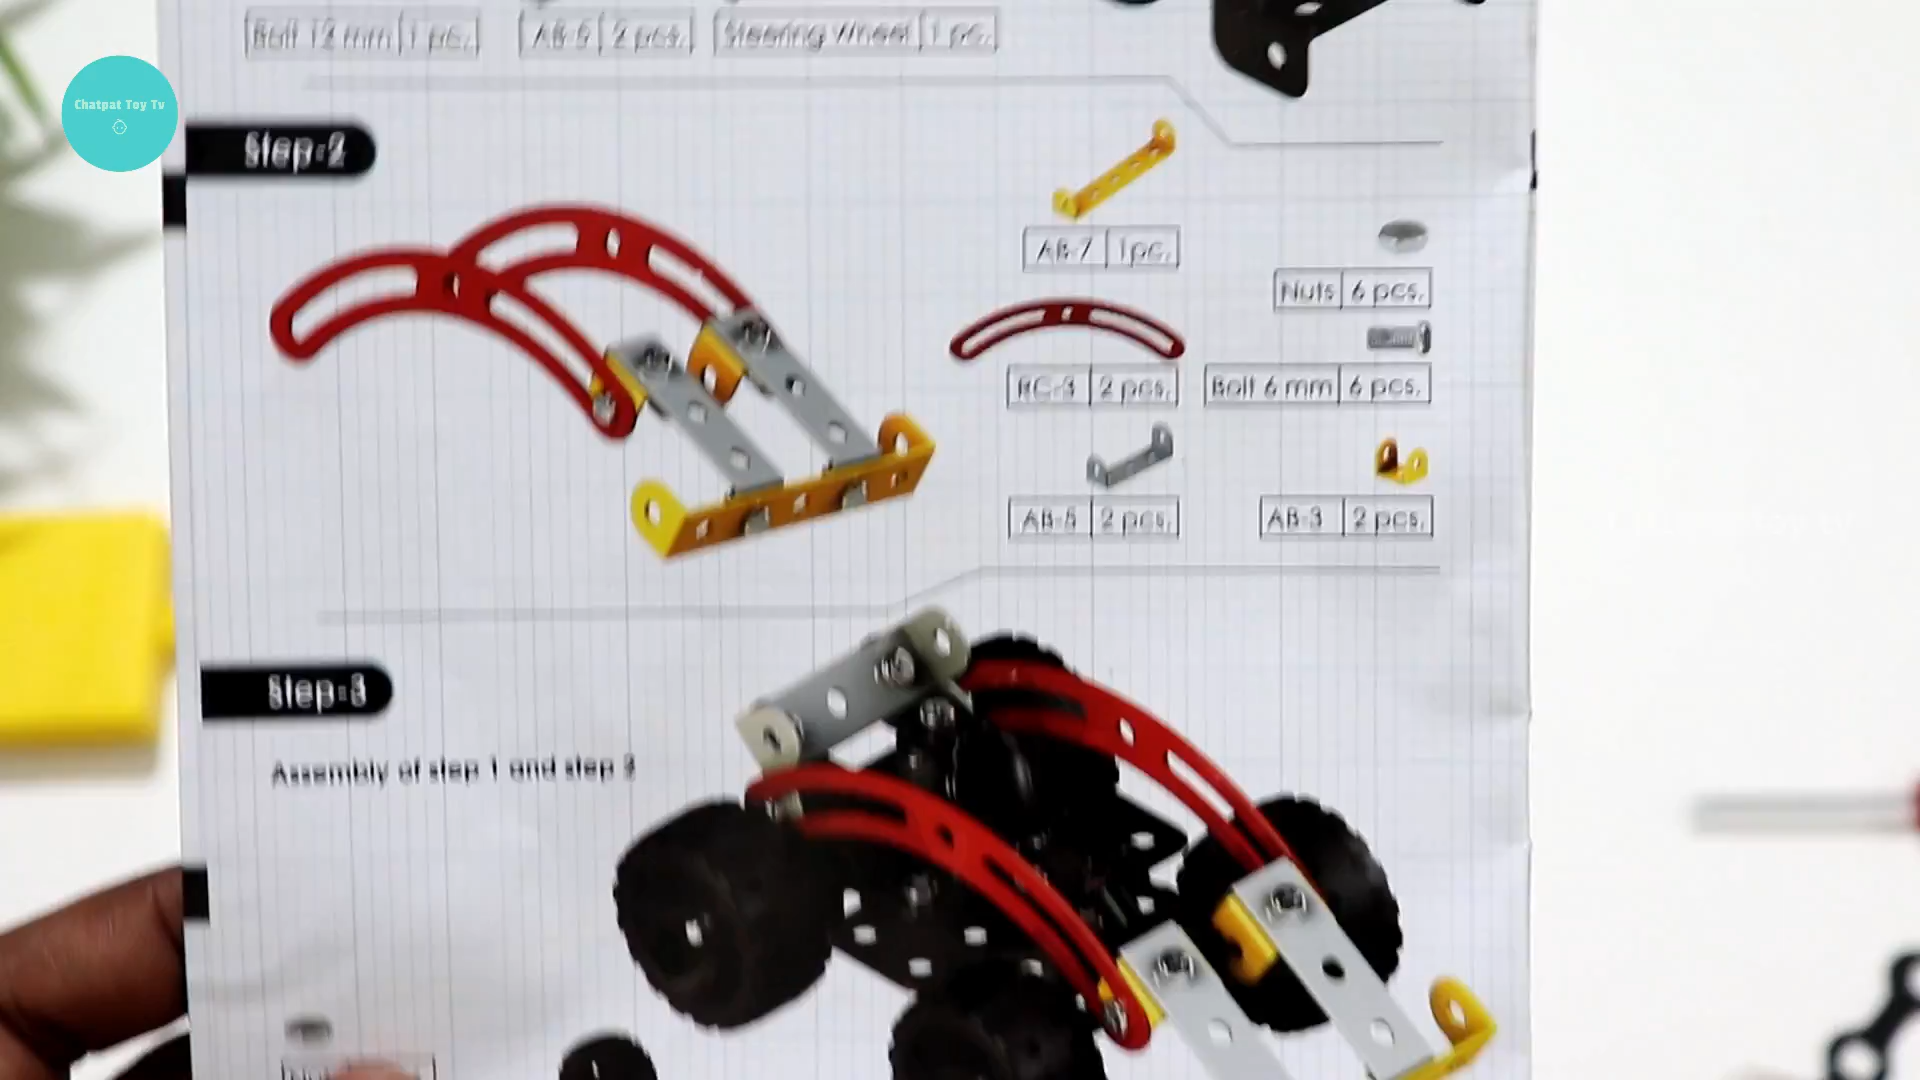 Bolt 12 mm 1 pc. AB-5 2 pcs. Steering Wheel 1 pc.
Chatpat Toy Tv
Step-2
AB-7 1pc.
Nuts 6 pcs.
RC-3 2 pcs. Bolt 6 mm 6 pcs.
AB-5 2 pcs. AB-3 2 pcs.
Step-3
Assembly of step 1 and step 2